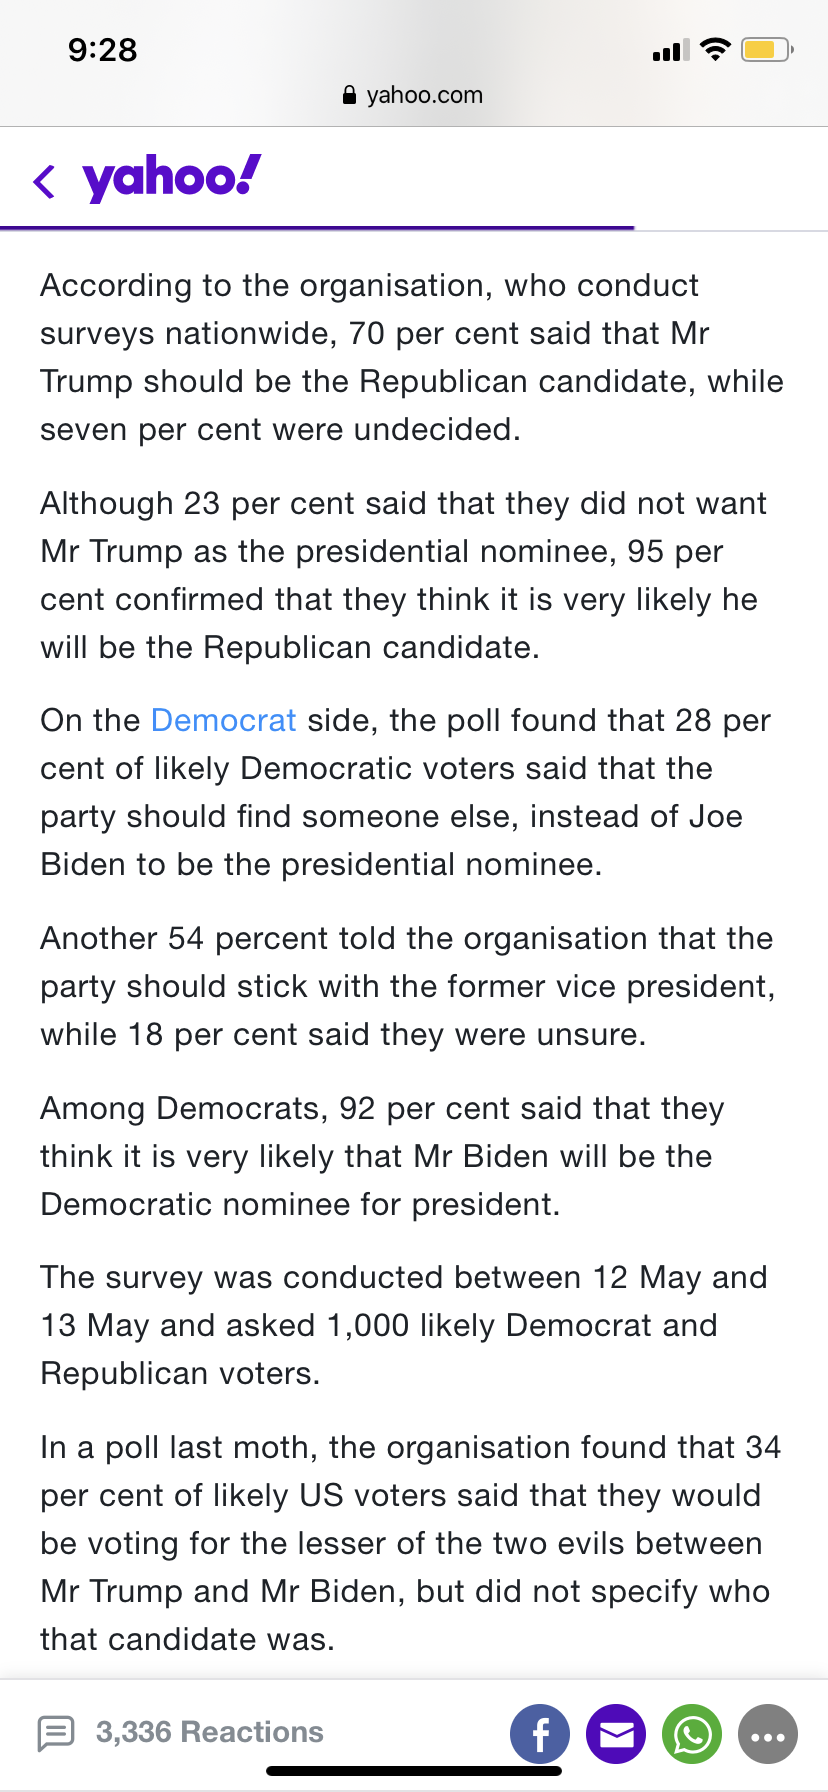 9:28
yahoo.com
yahoo!
According to the organisation, who conduct
surveys nationwide, 70 per cent said that Mr
Trump should be the Republican candidate, while
seven per cent were undecided.
Although 23 per cent said that they did not want
Mr Trump as the presidential nominee, 95 per
cent confirmed that they think it is very likely he
will be the Republican candidate.
On the Democrat side, the poll found that 28 per
cent of likely Democratic voters said that the
party should find someone else, instead of Joe
Biden to be the presidential nominee.
Another 54 percent told the organisation that the
party should stick with the former vice president,
while 18 per cent said they were unsure.
Among Democrats, 92 per cent said that they
think it is very likely that Mr Biden will be the
Democratic nominee for president.
The survey was conducted between 12 May and
13 May and asked 1,000 likely Democrat and
Republican voters.
In a poll last moth, the organisation found that 34
per cent of likely US voters said that they would
be voting for the lesser of the two evils between
Mr Trump and Mr Biden, but did not specify who
that candidate was.
3,336 Reactions